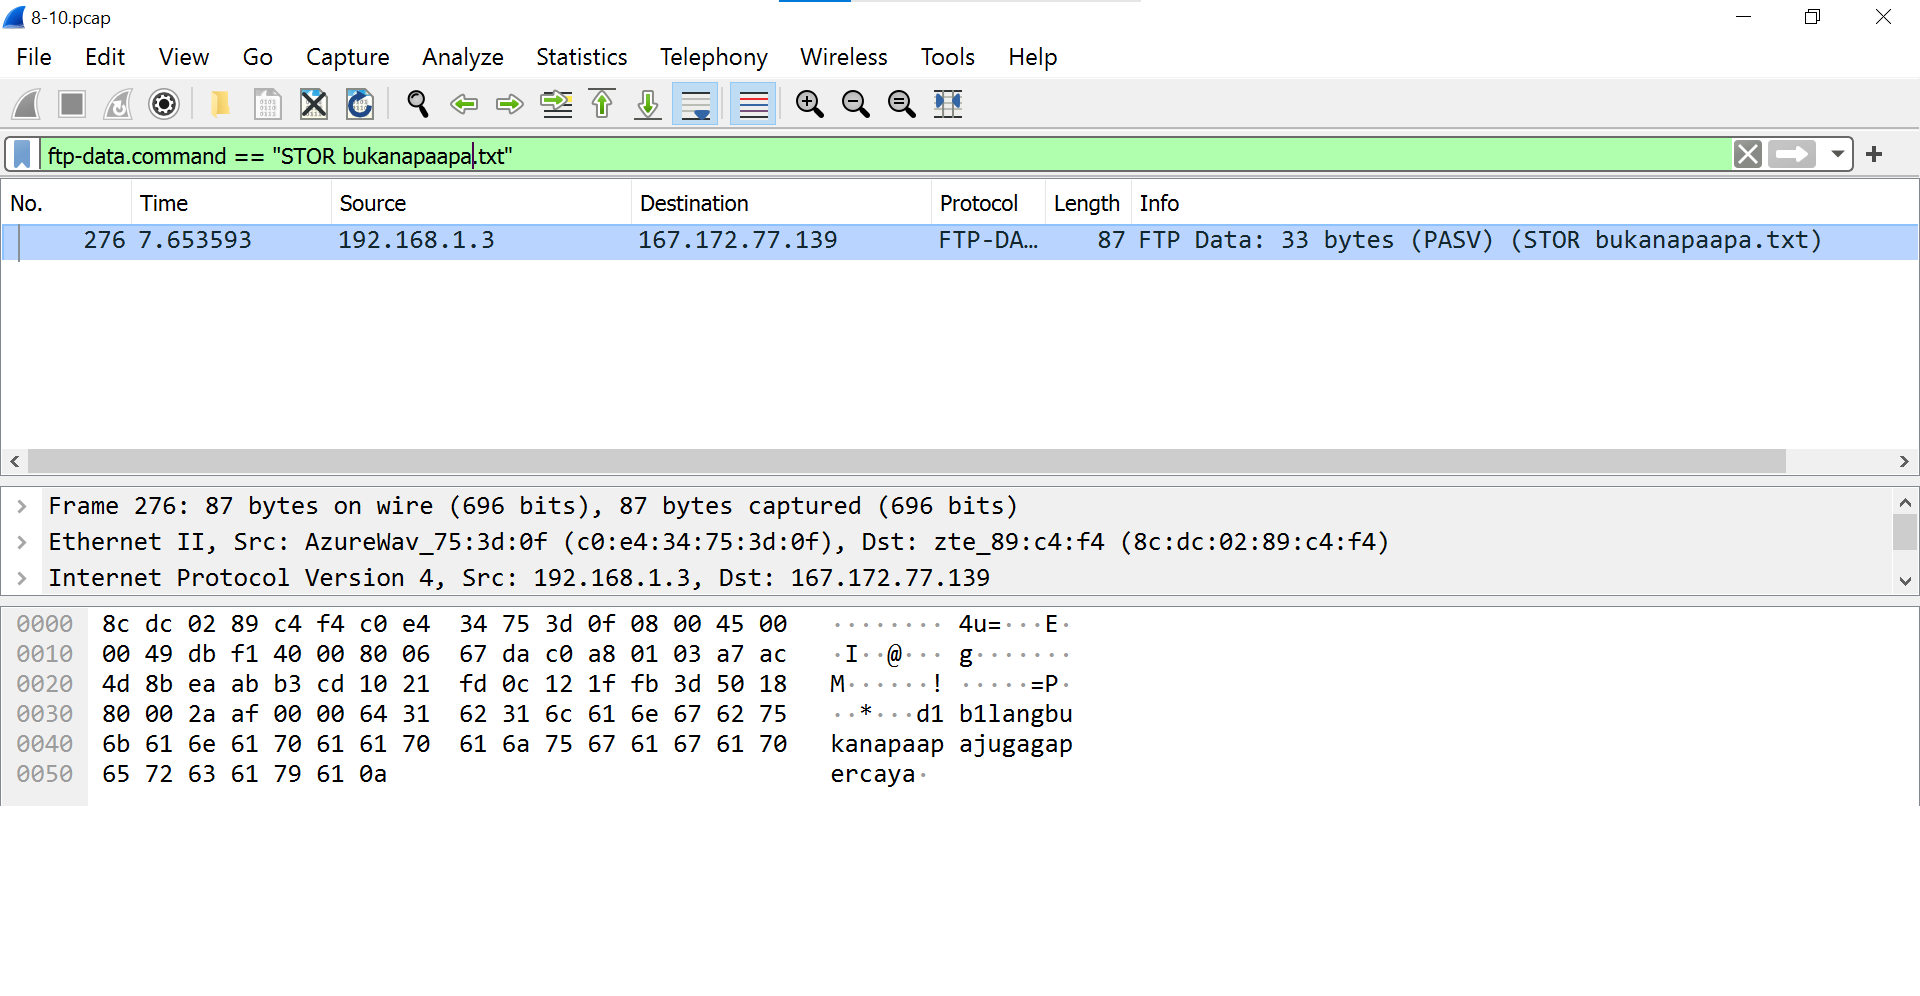 8-10.pcap
File Edit View Go Capture Analyze Statistics Telephony Wireless Tools Help
ftp-data.command == "STOR bukanapaapa.txt"
No. Time Source Destination Protocol Length Info
276 7.653593 192.168.1.3 167.172.77.139 FTP-DA… 87 FTP Data: 33 bytes (PASV) (STOR bukanapaapa.txt)
Frame 276: 87 bytes on wire (696 bits), 87 bytes captured (696 bits)
Ethernet II, Src: AzureWav_75:3d:0f (c0:e4:34:75:3d:0f), Dst: zte_89:c4:f4 (8c:dc:02:89:c4:f4)
Internet Protocol Version 4, Src: 192.168.1.3, Dst: 167.172.77.139
0000 8c dc 02 89 c4 f4 c0 e4 34 75 3d 0f 08 00 45 00 ········ 4u=···E·
0010 00 49 db f1 40 00 80 06 67 da c0 a8 01 03 a7 ac ·I··@··· g·······
0020 4d 8b ea ab b3 cd 10 21 fd 0c 12 1f fb 3d 50 18 M······! ·····=P·
0030 80 00 2a af 00 00 64 31 62 31 6c 61 6e 67 62 75 ··*···d1 b1langbu
0040 6b 61 6e 61 70 61 61 70 61 6a 75 67 61 67 61 70 kanapaap ajugagap
0050 65 72 63 61 79 61 0a ercaya·